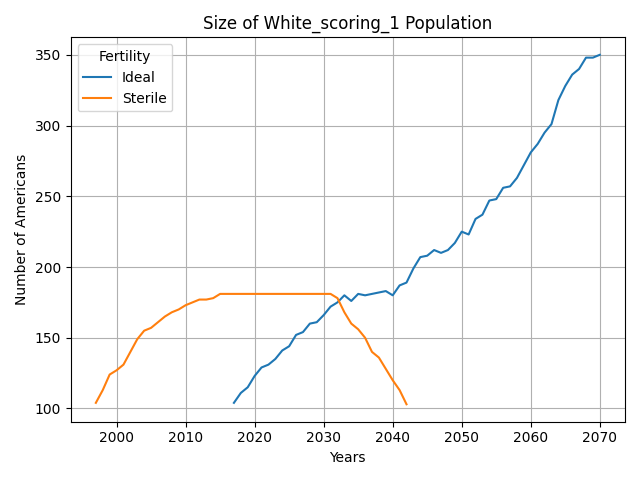 Size of White_scoring_1 Population
Fertility
Ideal
Sterile
Number of Americans
350
300
250
200
150
100
2000 2010 2020 2030 2040 2050 2060 2070
Years